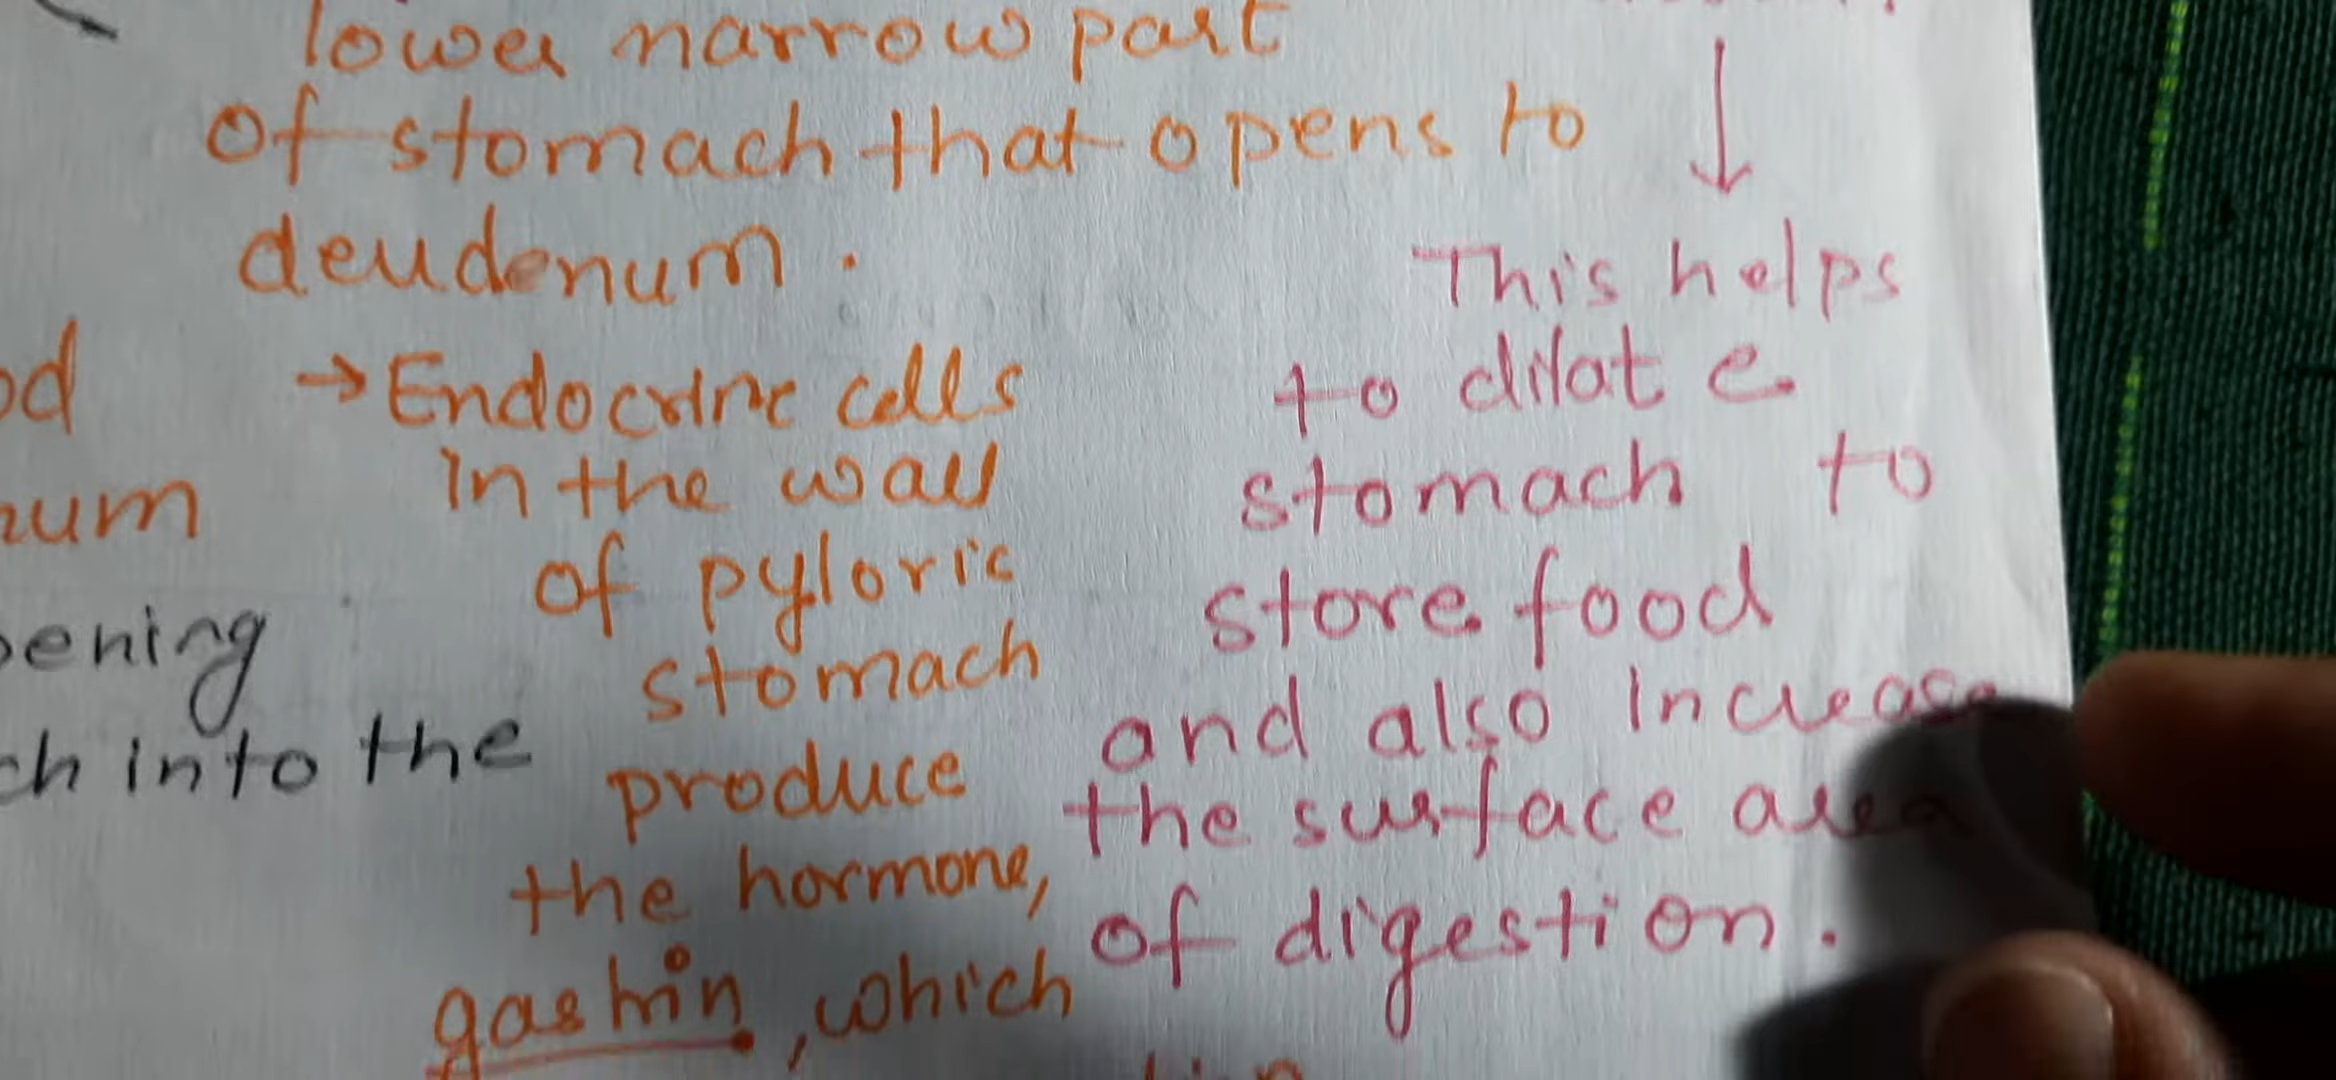 lower narrow part
of stomach that opens to
deudenum.
→ Endocrine cells
in the wall
of pyloric
stomach
produce
the hormone,
gastrin, which
This helps
to dilate
stomach to
store food
and also increase
the surface area
of digestion.
od
num
pening
ch into the